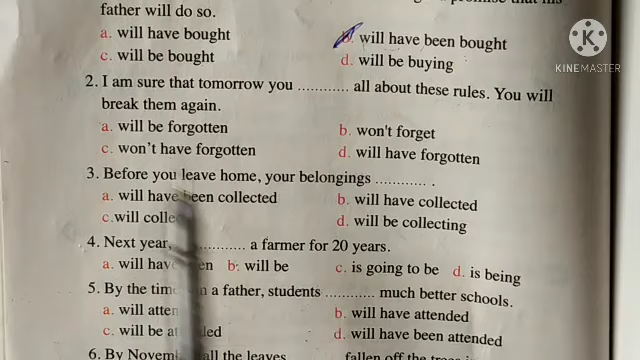 father will do so.
a. will have bought
b. will have been bought
c. will be bought
d. will be buying
KINEMASTER
2. I am sure that tomorrow you ............ all about these rules. You will
break them again.
a. will be forgotten
b. won't forget
c. won't have forgotten
d. will have forgotten
3. Before you leave home, your belongings ............ .
a. will have been collected
b. will have collected
c. will
d. will be collecting
4. Next year, ............ a farmer for 20 years.
a. will
b. will be
c. is going to be
d. is being
5. By the a father, students ............ much better schools.
a. will
b. will have attended
c. will be
d. will have been attended
6. By all the leaves fallen off the